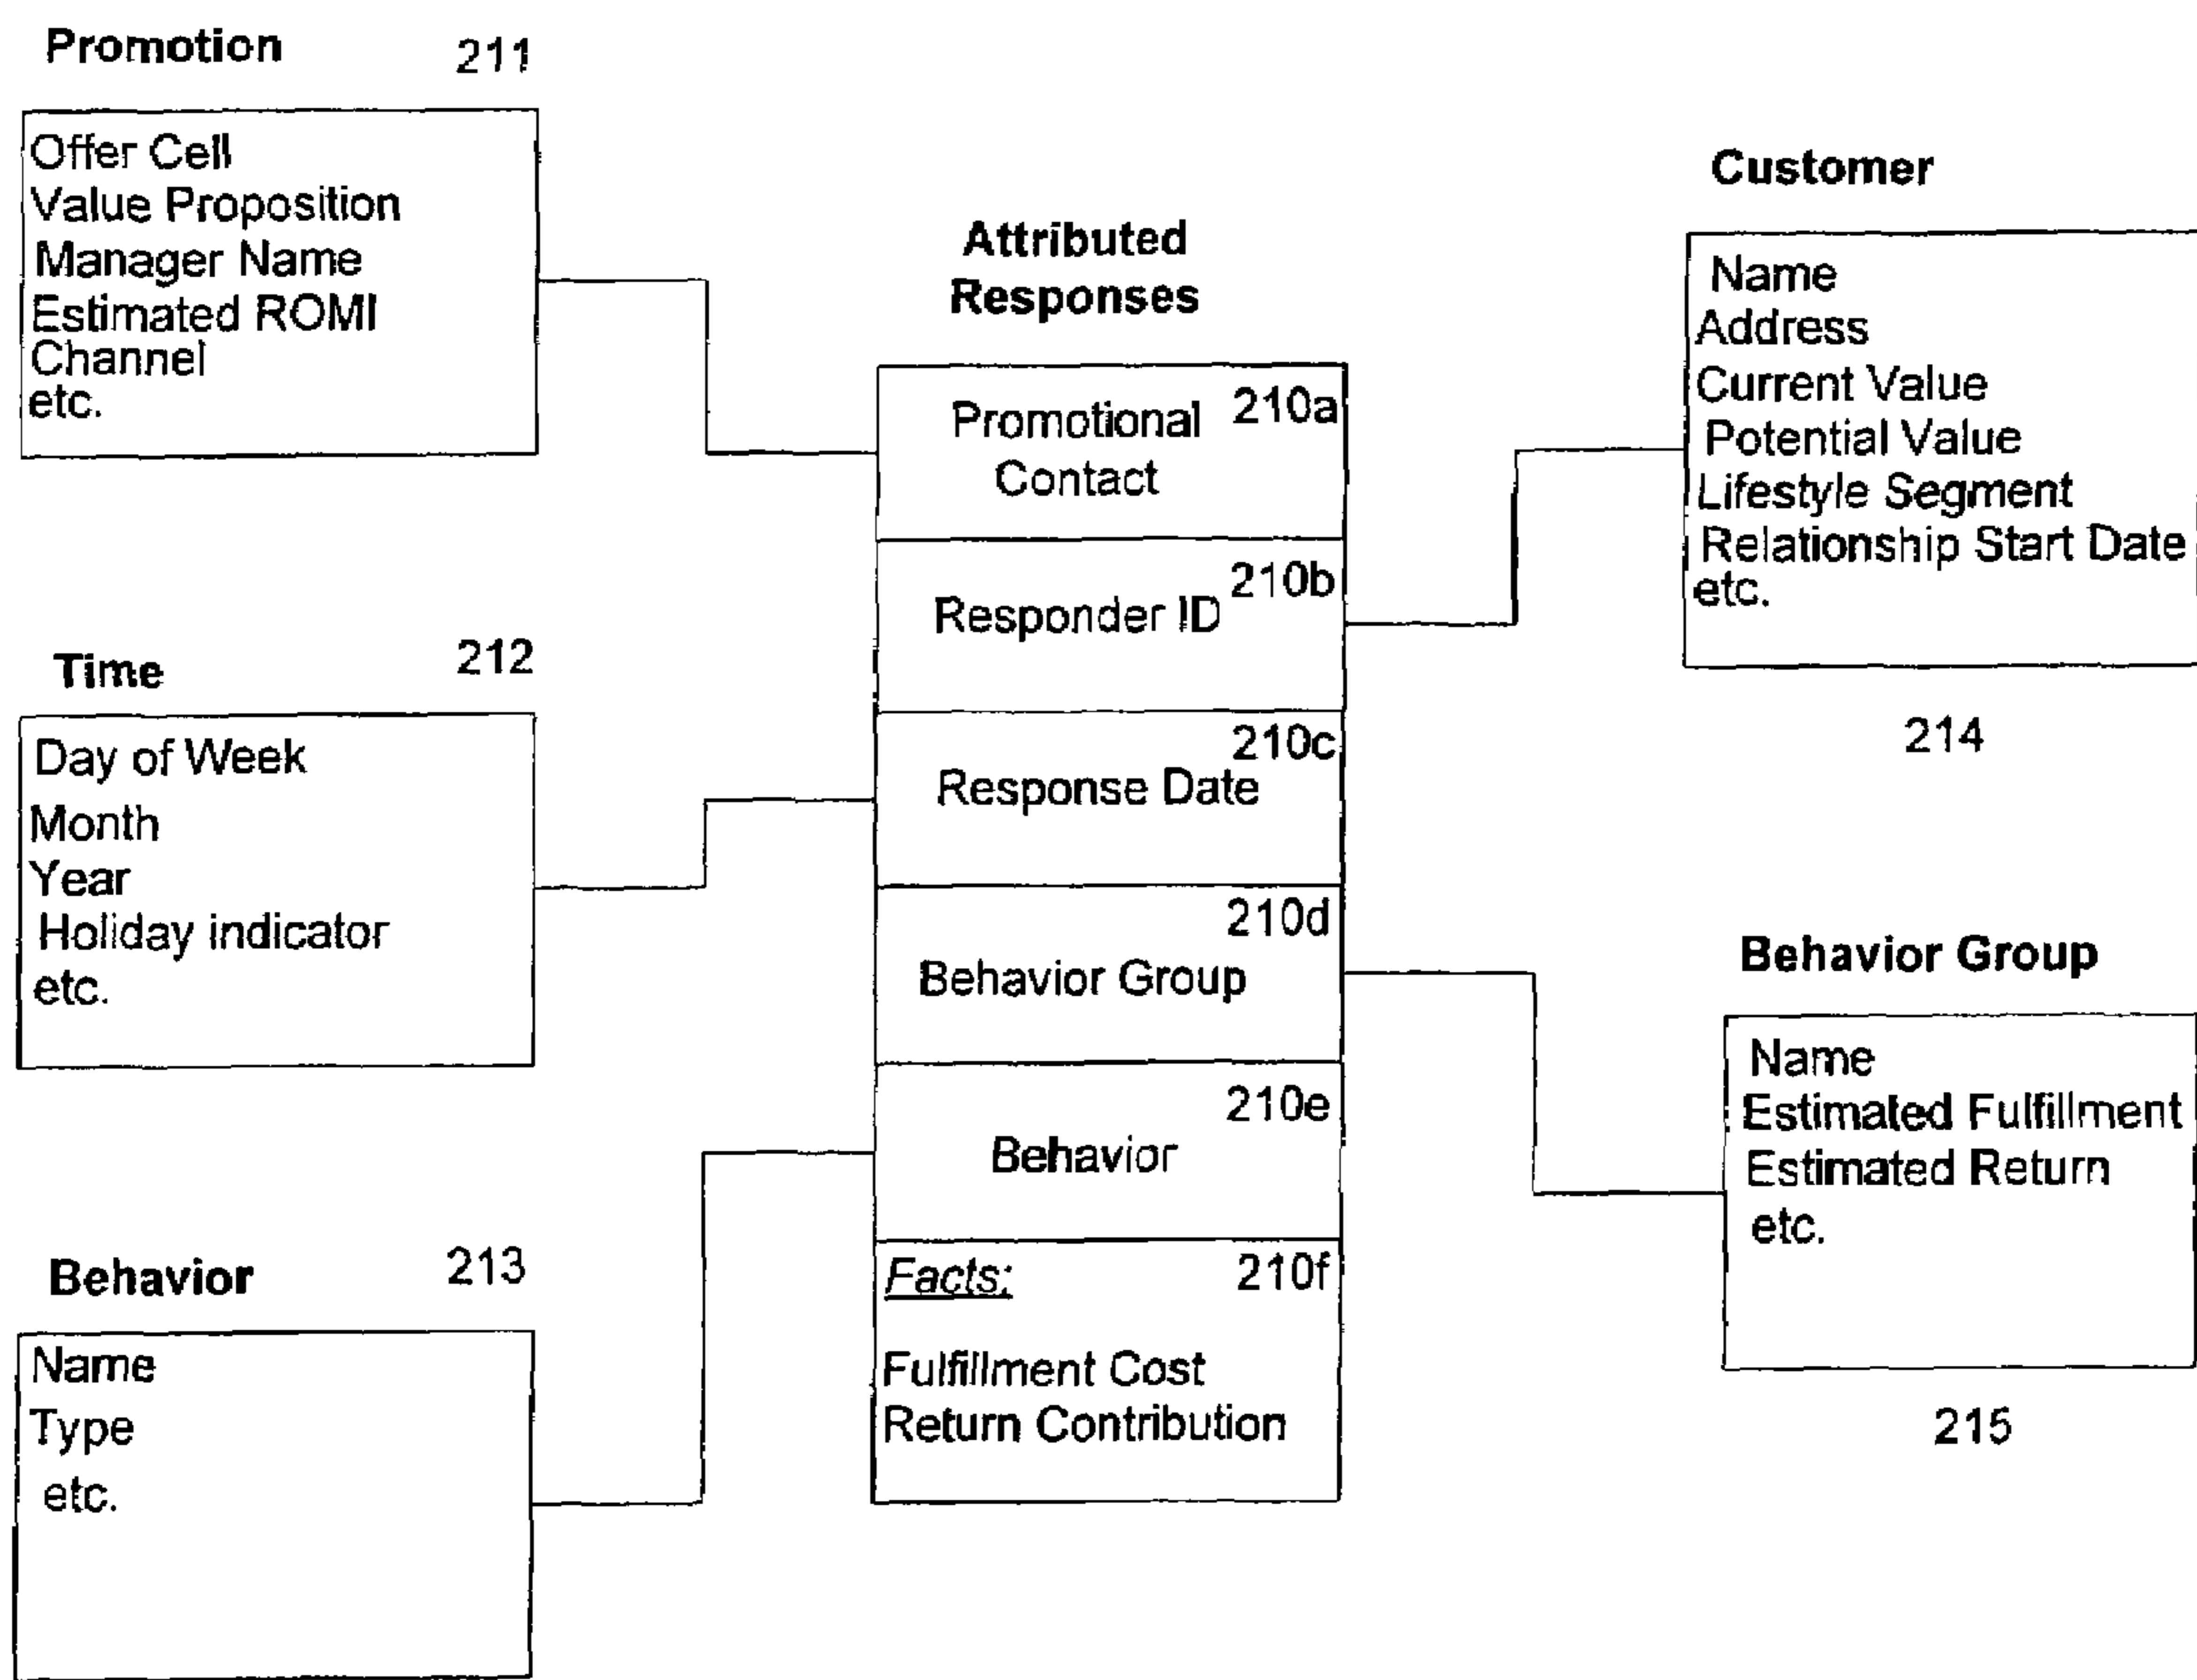 Promotion
211
Offer Cell
Value Proposition
Manager Name
Estimated ROMI
Channel
etc.
Time
212
Day of Week
Month
Year
Holiday indicator
etc.
Behavior
213
Name
Type
etc.
Attributed
Responses
Promotional
Contact
210a
Responder ID
210b
Response Date
210c
Behavior Group
210d
Behavior
210e
Facts:
210f
Fulfillment Cost
Return Contribution
Customer
Name
Address
Current Value
Potential Value
Lifestyle Segment
Relationship Start Date
etc.
214
Behavior Group
Name
Estimated Fulfillment
Estimated Return
etc.
215